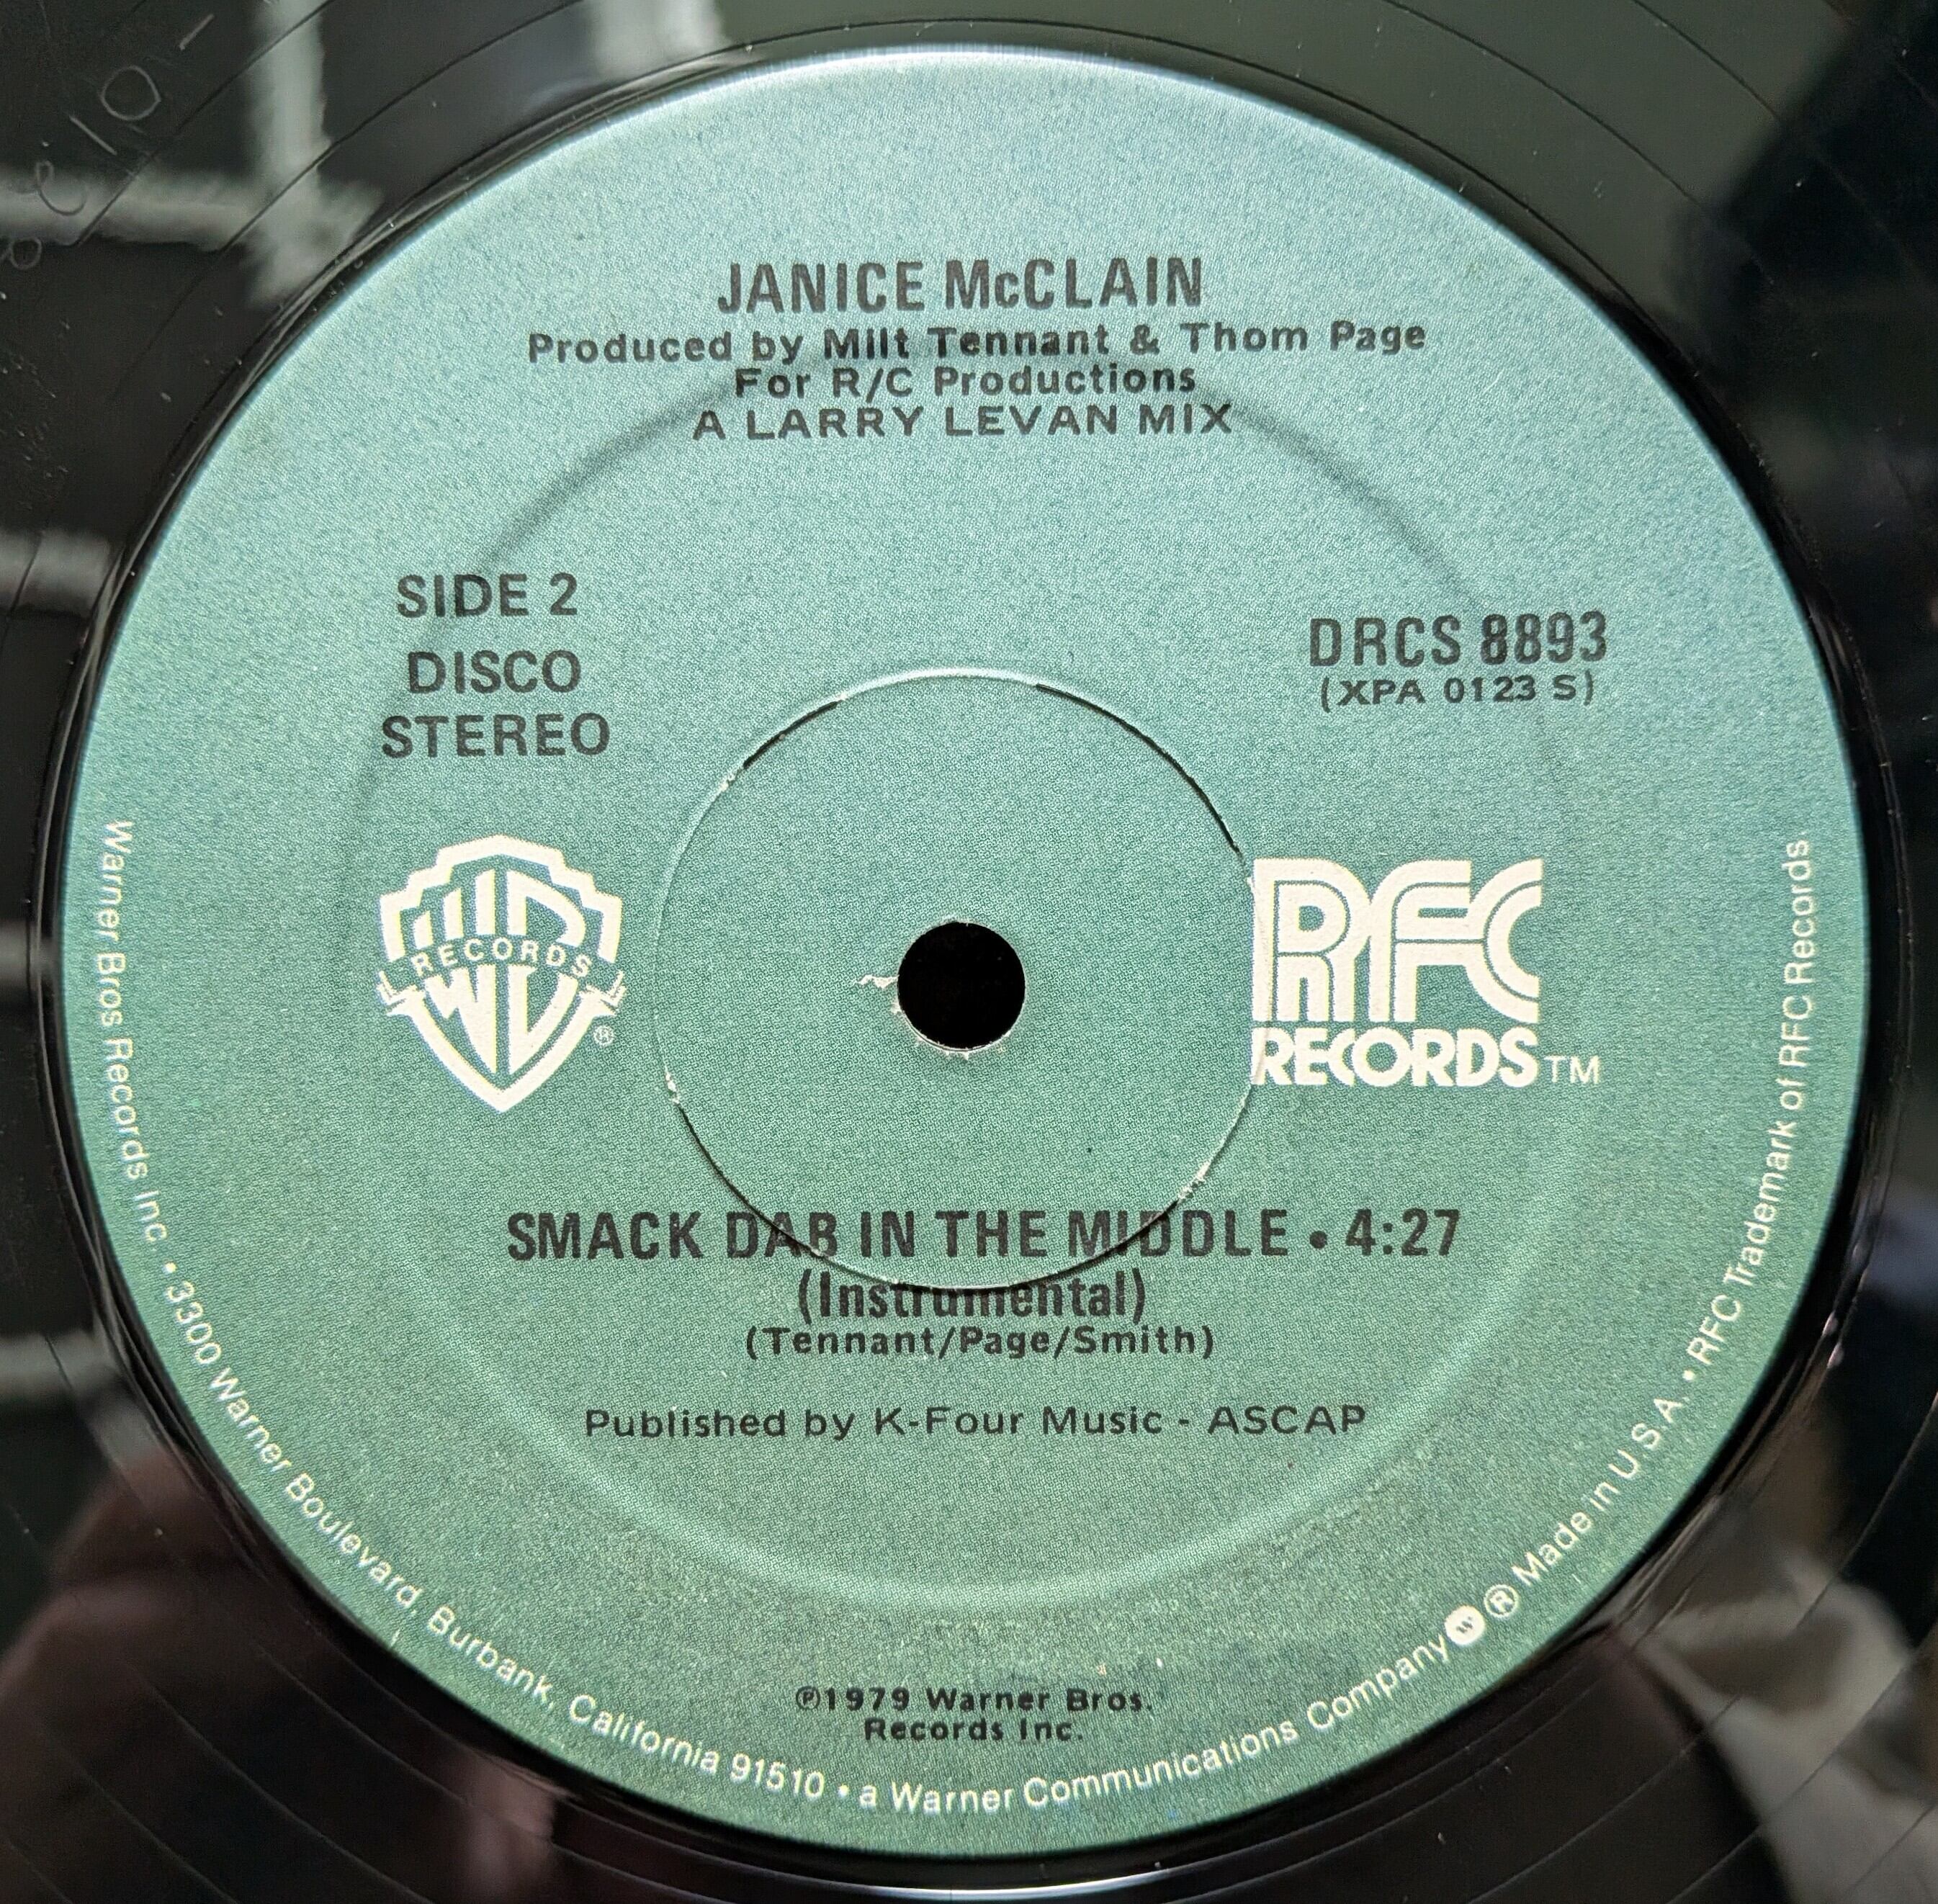 JANICE McCLAIN
Produced by Milt Tennant & Thom Page
For R/C Productions
A LARRY LEVAN MIX
SIDE 2
DISCO
STEREO
DRCS 8893
(XPA 0123 S)
RECORDS
®
RFC
RECORDS TM
SMACK DAB IN THE MIDDLE • 4:27
(Instrumental)
(Tennant/Page/Smith)
Published by K-Four Music - ASCAP
℗1979 Warner Bros.
Records Inc.
Warner Bros. Records Inc. • 3300 Warner Boulevard, Burbank, California 91510 • a Warner Communications Company W ® Made in U.S.A. • RFC Trademark of RFC Records